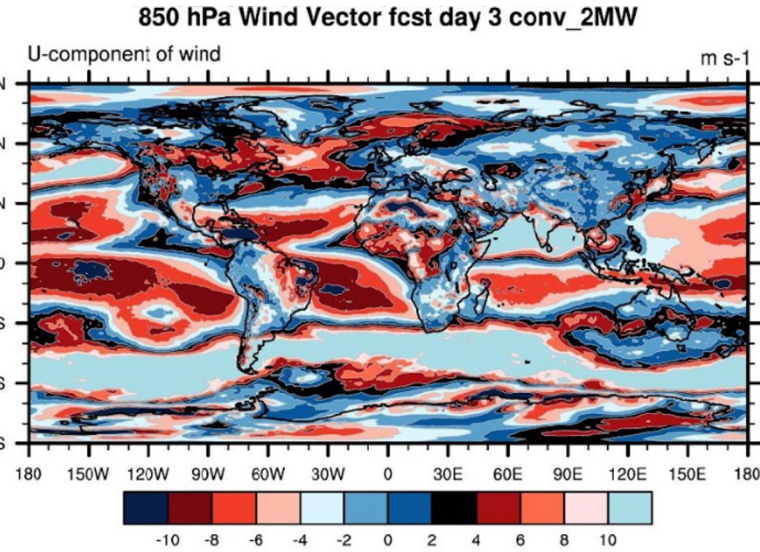 850 hPa Wind Vector fcst day 3 conv_2MW
U-component of wind
m s-1
N
N
N
0
S
S
S
180 150W 120W 90W 60W 30W 0 30E 60E 90E 120E 150E 180
-10 -8 -6 -4 -2 0 2 4 6 8 10